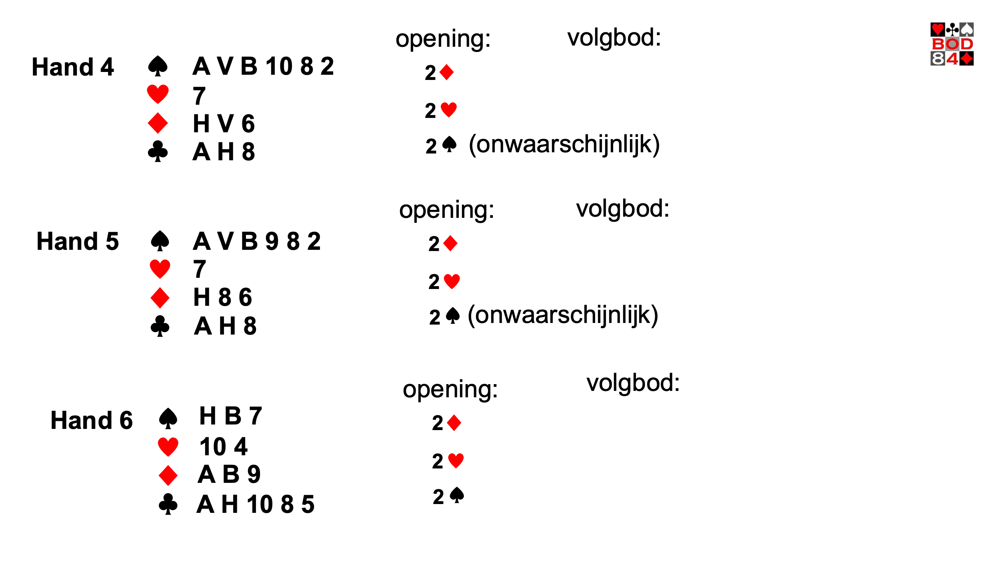 opening: volgbod:
Hand 4 ♠ A V B 10 8 2
♥ 7
♦ H V 6
♣ A H 8
2♦
2♥
2♠ (onwaarschijnlijk)
opening: volgbod:
Hand 5 ♠ A V B 9 8 2
♥ 7
♦ H 8 6
♣ A H 8
2♦
2♥
2♠ (onwaarschijnlijk)
opening: volgbod:
Hand 6 ♠ H B 7
♥ 10 4
♦ A B 9
♣ A H 10 8 5
2♦
2♥
2♠
BOD
84